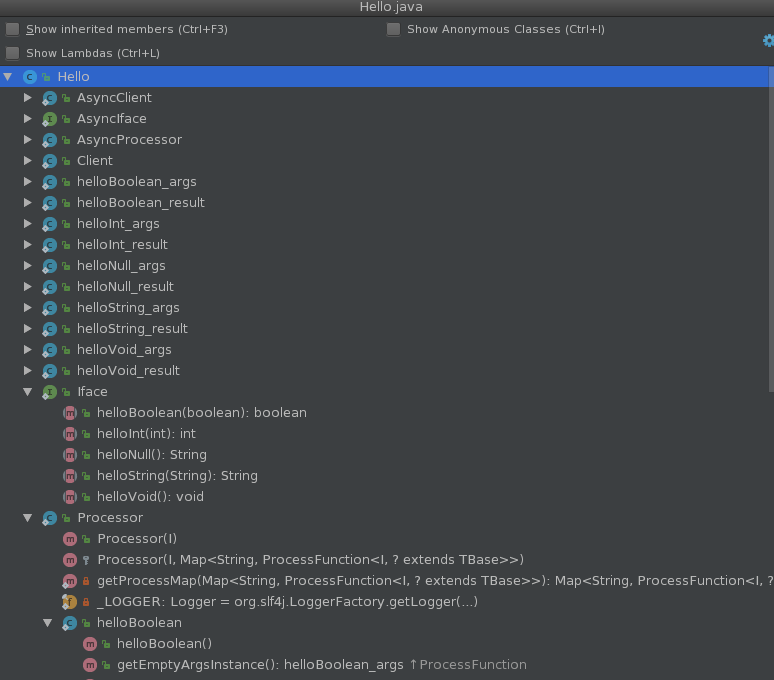 Hello.java
Show inherited members (Ctrl+F3)
Show Anonymous Classes (Ctrl+I)
Show Lambdas (Ctrl+L)
Hello
AsyncClient
AsyncIface
AsyncProcessor
Client
helloBoolean_args
helloBoolean_result
helloInt_args
helloInt_result
helloNull_args
helloNull_result
helloString_args
helloString_result
helloVoid_args
helloVoid_result
Iface
helloBoolean(boolean): boolean
helloInt(int): int
helloNull(): String
helloString(String): String
helloVoid(): void
Processor
Processor(I)
Processor(I, Map<String, ProcessFunction<I, ? extends TBase>>)
getProcessMap(Map<String, ProcessFunction<I, ? extends TBase>>): Map<String, ProcessFunction<I, ?
_LOGGER: Logger = org.slf4j.LoggerFactory.getLogger(...)
helloBoolean
helloBoolean()
getEmptyArgsInstance(): helloBoolean_args ↑ProcessFunction